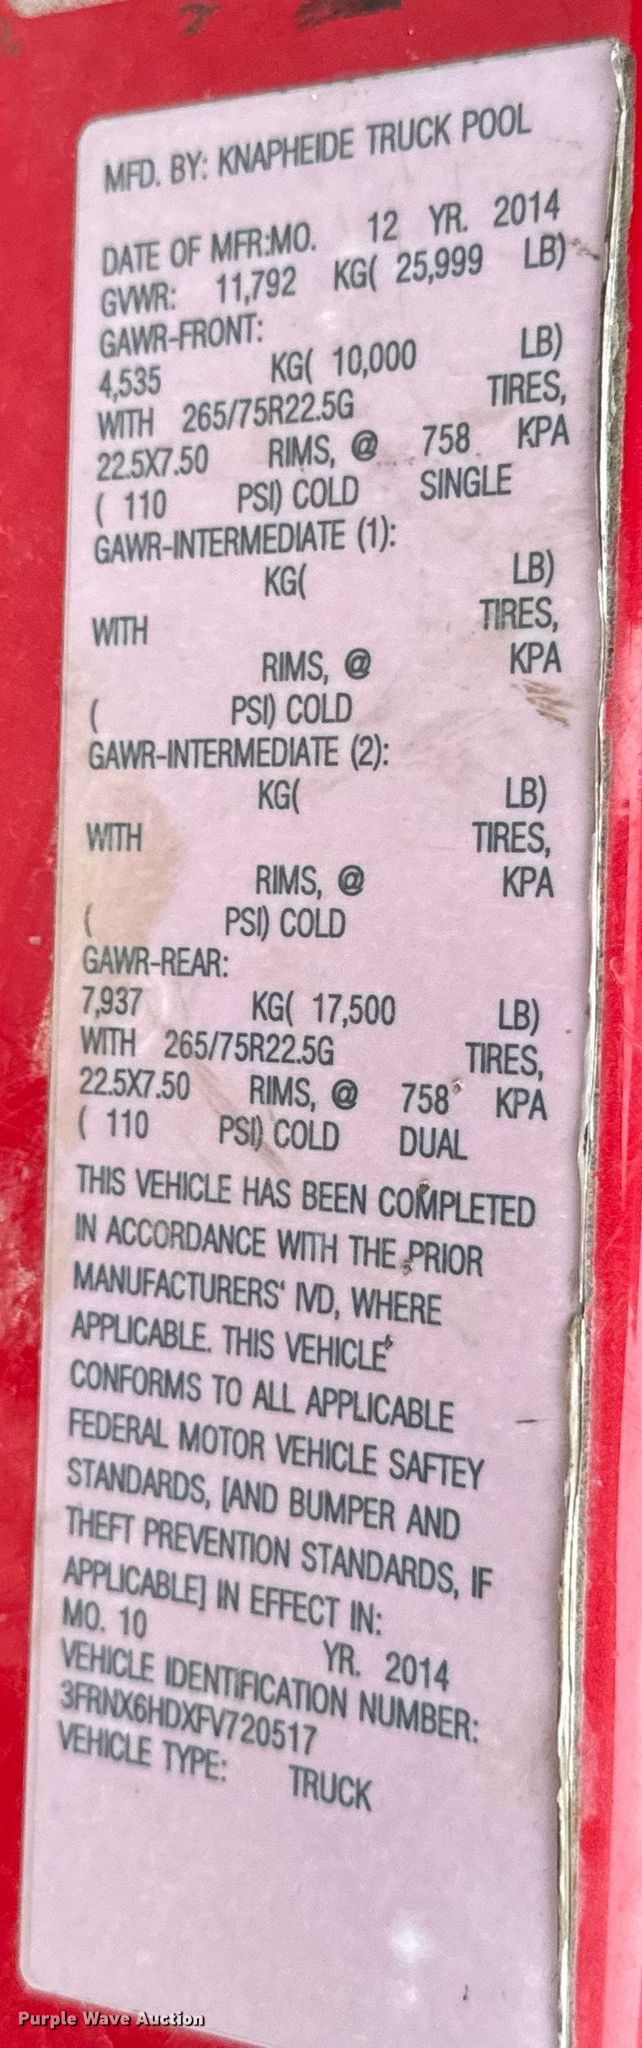 MFD. BY: KNAPHEIDE TRUCK POOL
DATE OF MFR:MO. 12 YR. 2014
GVWR: 11,792 KG( 25,999 LB)
GAWR-FRONT:
4,535 KG( 10,000 LB)
WITH 265/75R22.5G TIRES,
22.5X7.50 RIMS, @ 758 KPA
( 110 PSI) COLD SINGLE
GAWR-INTERMEDIATE (1):
KG( LB)
WITH TIRES,
RIMS, @ KPA
( PSI) COLD
GAWR-INTERMEDIATE (2):
KG( LB)
WITH TIRES,
RIMS, @ KPA
( PSI) COLD
GAWR-REAR:
7,937 KG( 17,500 LB)
WITH 265/75R22.5G TIRES,
22.5X7.50 RIMS, @ 758 KPA
( 110 PSI) COLD DUAL
THIS VEHICLE HAS BEEN COMPLETED
IN ACCORDANCE WITH THE PRIOR
MANUFACTURERS' IVD, WHERE
APPLICABLE. THIS VEHICLE
CONFORMS TO ALL APPLICABLE
FEDERAL MOTOR VEHICLE SAFTEY
STANDARDS, [AND BUMPER AND
THEFT PREVENTION STANDARDS, IF
APPLICABLE] IN EFFECT IN:
MO. 10 YR. 2014
VEHICLE IDENTIFICATION NUMBER:
3FRNX6HDXFV720517
VEHICLE TYPE: TRUCK
Purple Wave Auction